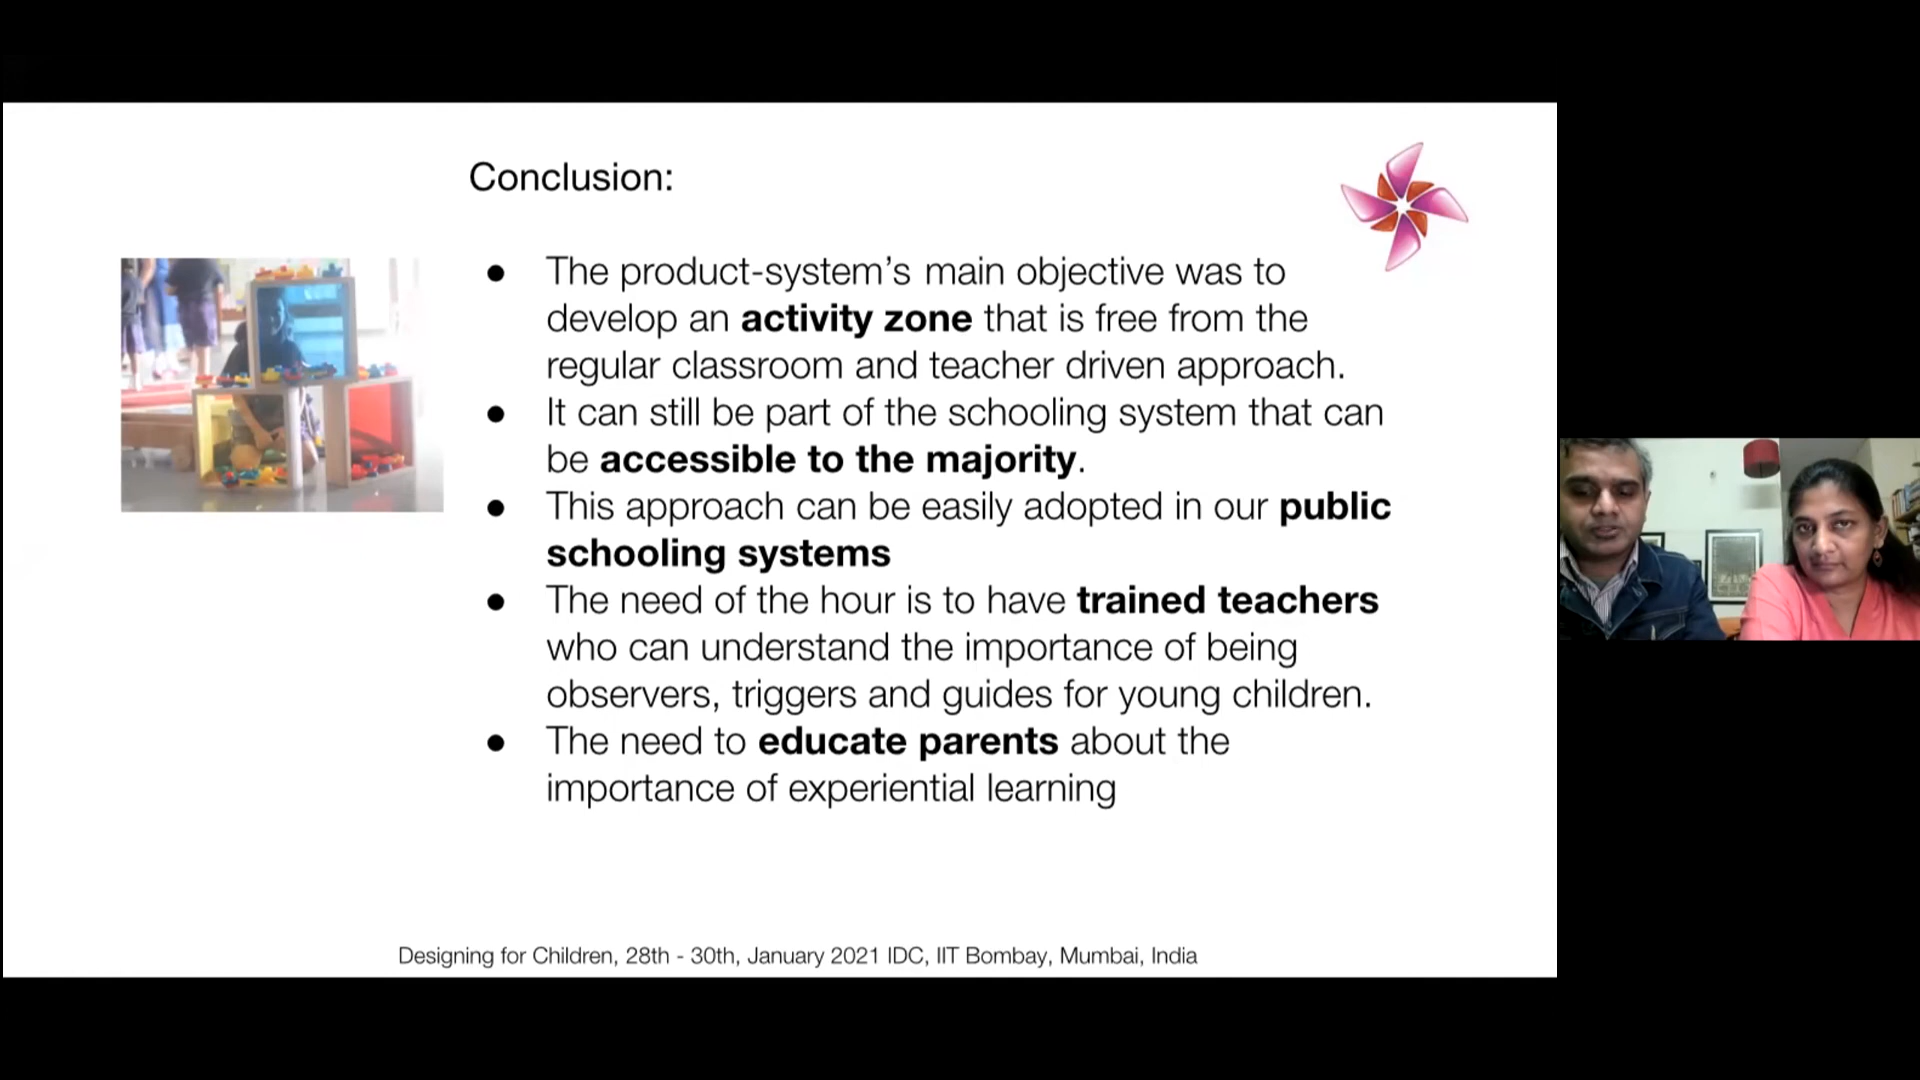 Conclusion:
● The product-system’s main objective was to
develop an activity zone that is free from the
regular classroom and teacher driven approach.
● It can still be part of the schooling system that can
be accessible to the majority.
● This approach can be easily adopted in our public
schooling systems
● The need of the hour is to have trained teachers
who can understand the importance of being
observers, triggers and guides for young children.
● The need to educate parents about the
importance of experiential learning
Designing for Children, 28th - 30th, January 2021 IDC, IIT Bombay, Mumbai, India